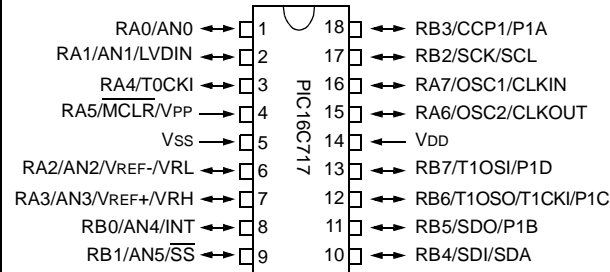 RA0/AN0 1 18 RB3/CCP1/P1A
RA1/AN1/LVDIN 2 17 RB2/SCK/SCL
RA4/T0CKI 3 16 RA7/OSC1/CLKIN
RA5/MCLR/VPP 4 15 RA6/OSC2/CLKOUT
VSS 5 14 VDD
RA2/AN2/VREF-/VRL 6 13 RB7/T1OSI/P1D
RA3/AN3/VREF+/VRH 7 12 RB6/T1OSO/T1CKI/P1C
RB0/AN4/INT 8 11 RB5/SDO/P1B
RB1/AN5/SS 9 10 RB4/SDI/SDA
PIC16C717